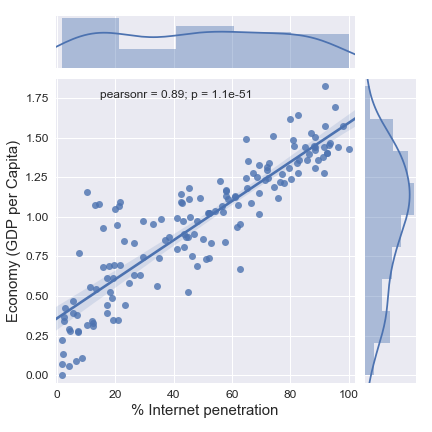 pearsonr = 0.89; p = 1.1e-51
1.75
1.50
1.25
1.00
0.75
0.50
0.25
0.00
Economy (GDP per Capita)
0 20 40 60 80 100
% Internet penetration